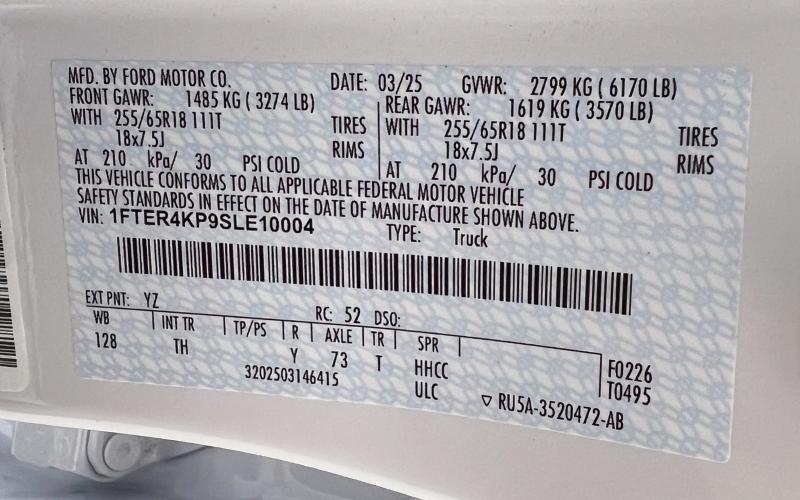 MFD. BY FORD MOTOR CO. DATE: 03/25 GVWR: 2799 KG ( 6170 LB)
FRONT GAWR: 1485 KG ( 3274 LB) REAR GAWR: 1619 KG ( 3570 LB)
WITH 255/65R18 111T TIRES WITH 255/65R18 111T TIRES
18x7.5J RIMS 18x7.5J RIMS
AT 210 kPa/ 30 PSI COLD AT 210 kPa/ 30 PSI COLD
THIS VEHICLE CONFORMS TO ALL APPLICABLE FEDERAL MOTOR VEHICLE
SAFETY STANDARDS IN EFFECT ON THE DATE OF MANUFACTURE SHOWN ABOVE.
VIN: 1FTER4KP9SLE10004 TYPE: Truck
EXT PNT: YZ RC: 52 DSO:
WB INT TR TP/PS R AXLE TR SPR
128 TH Y 73 T HHCC F0226
3202503146415 ULC T0495
▽ RU5A-3520472-AB